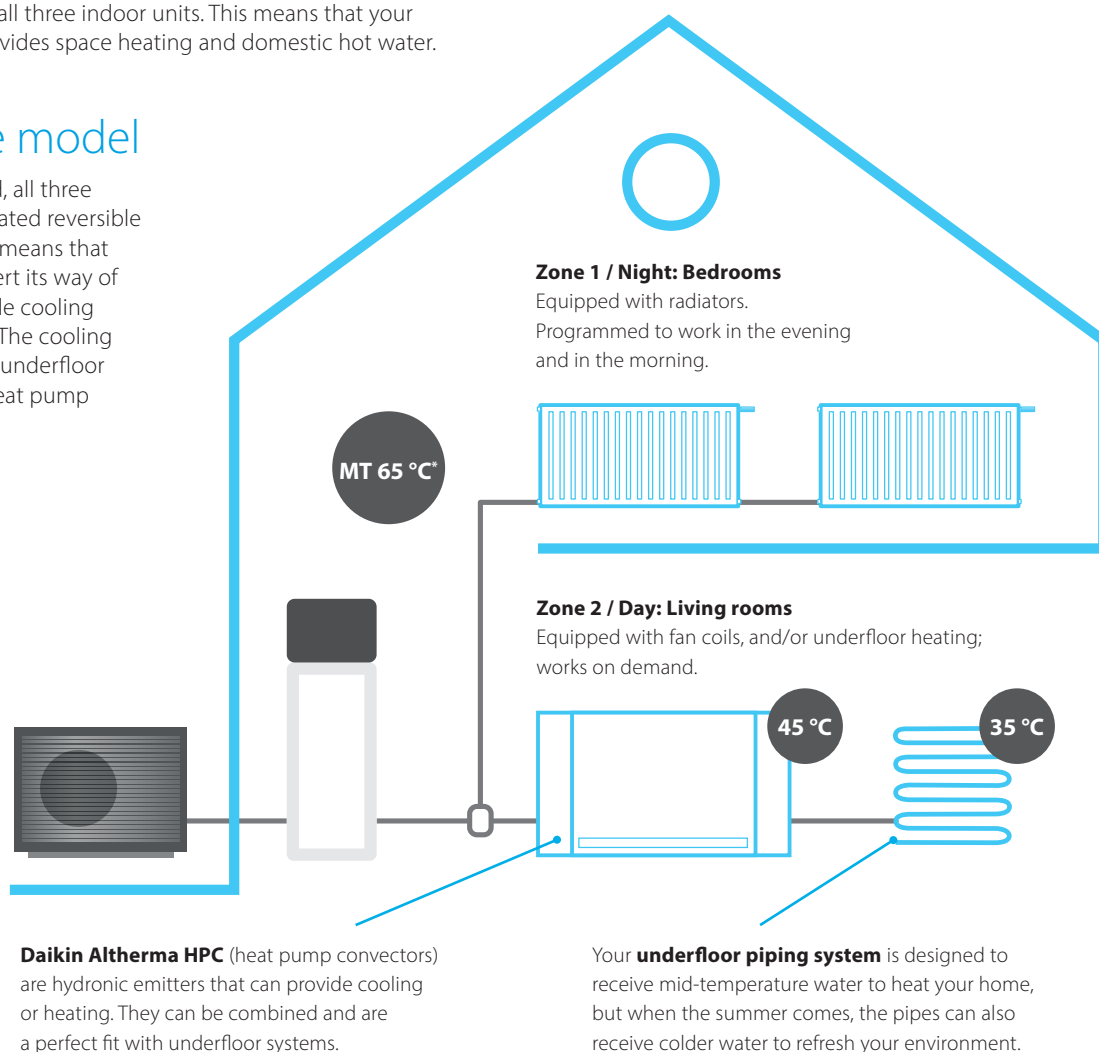 all three indoor units. This means that your
vides space heating and domestic hot water.
e model
, all three
ated reversible
means that
ert its way of
le cooling
The cooling
underfloor
eat pump
Zone 1 / Night: Bedrooms
Equipped with radiators.
Programmed to work in the evening
and in the morning.
MT 65 °C*
Zone 2 / Day: Living rooms
Equipped with fan coils, and/or underfloor heating;
works on demand.
45 °C
35 °C
Daikin Altherma HPC (heat pump convectors)
are hydronic emitters that can provide cooling
or heating. They can be combined and are
a perfect fit with underfloor systems.
Your underfloor piping system is designed to
receive mid-temperature water to heat your home,
but when the summer comes, the pipes can also
receive colder water to refresh your environment.